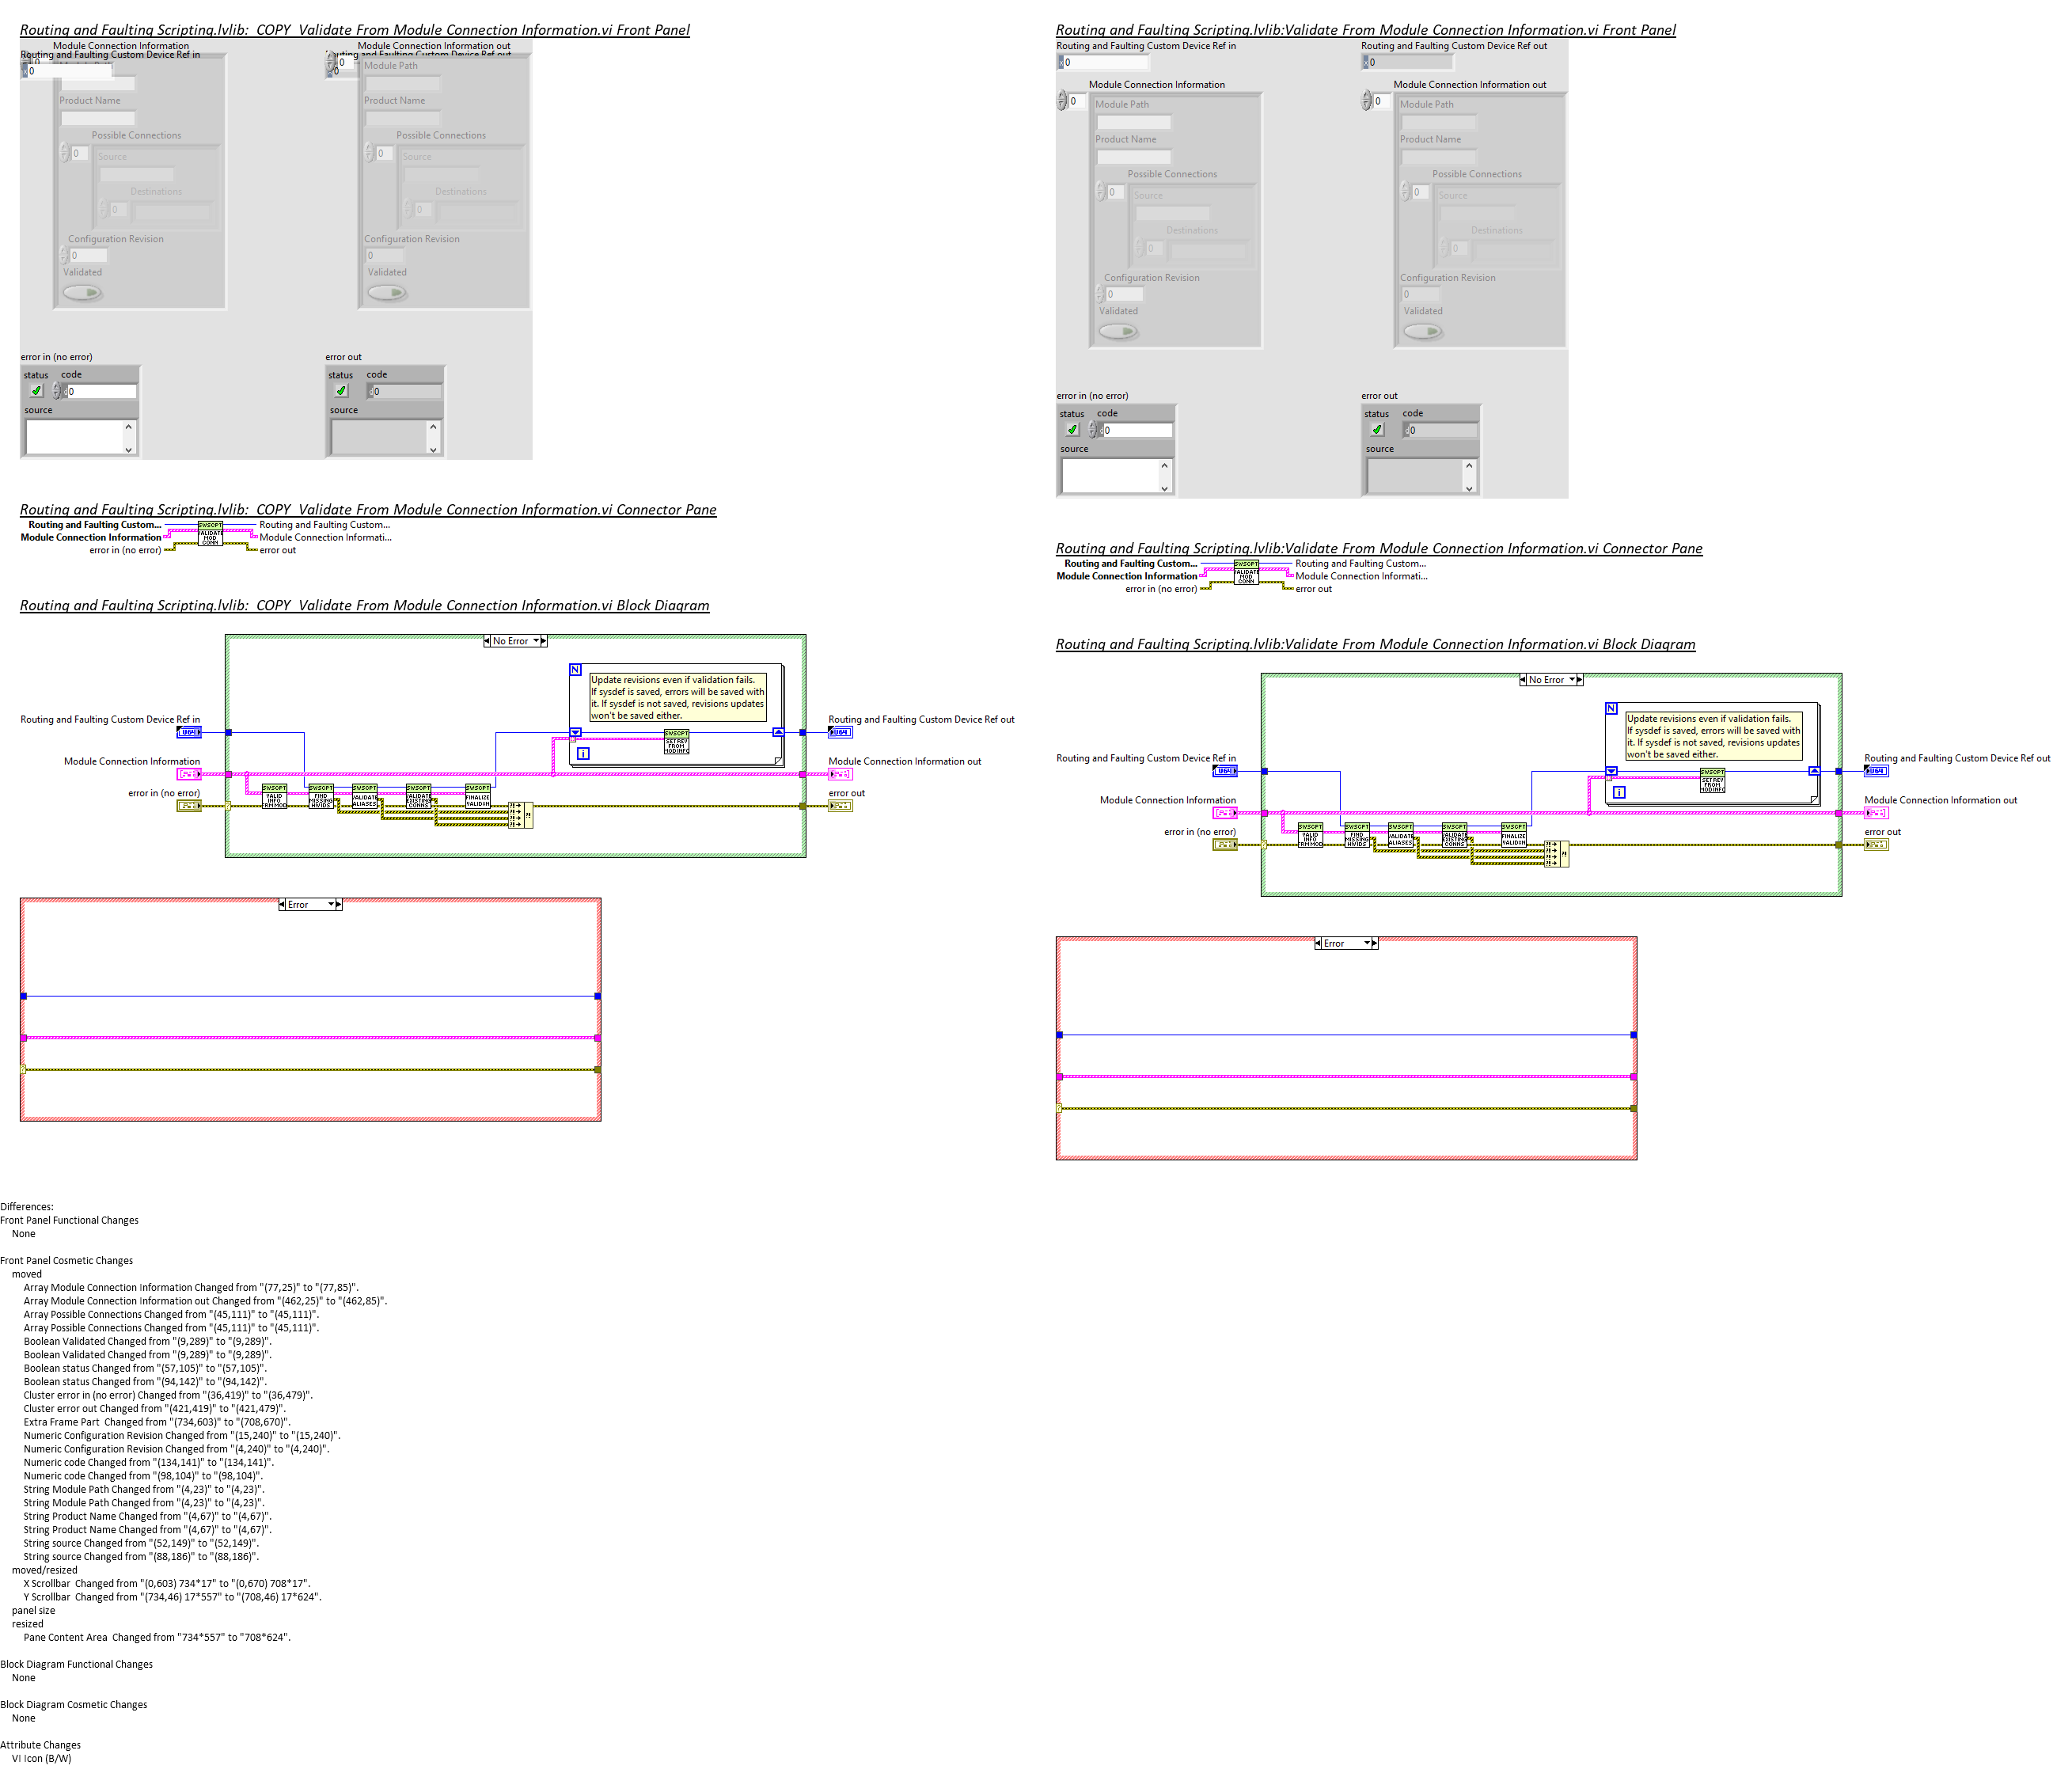 Routing and Faulting Scripting.lvlib:  COPY  Validate From Module Connection Information.vi Front Panel
Module Connection Information
Routing and Faulting Custom Device Ref in
0
0
Product Name
Possible Connections
0
Source
Destinations
0
Configuration Revision
0
Validated
Module Connection Information out
Routing and Faulting Custom Device Ref out
0
0
Module Path
Product Name
Possible Connections
0
Source
Destinations
0
Configuration Revision
0
Validated
error in (no error)
status code
0
source
error out
status code
0
source
Routing and Faulting Scripting.lvlib:  COPY  Validate From Module Connection Information.vi Connector Pane
Routing and Faulting Custom...
Module Connection Information
error in (no error)
SWSCPT
VALIDATE
MOD
CONN
Routing and Faulting Custom...
Module Connection Informati...
error out
Routing and Faulting Scripting.lvlib:  COPY  Validate From Module Connection Information.vi Block Diagram
No Error
N
Update revisions even if validation fails.
If sysdef is saved, errors will be saved with
it. If sysdef is not saved, revisions updates
won't be saved either.
Routing and Faulting Custom Device Ref in
U64
SWSCPT
SET REV
FROM
MOD INFO
i
Routing and Faulting Custom Device Ref out
U64
Module Connection Information
Module Connection Information out
error in (no error)
SWSCPT
VALID
INFO
FRM MOD
SWSCPT
FIND
MISSING
HWIDS
SWSCPT
VALIDATE
ALIASES
SWSCPT
VALIDATE
EXISTING
CONNS
SWSCPT
FINALIZE
VALIDIN
error out
Error
Routing and Faulting Scripting.lvlib:Validate From Module Connection Information.vi Front Panel
Routing and Faulting Custom Device Ref in
0
Module Connection Information
0
Module Path
Product Name
Possible Connections
0
Source
Destinations
0
Configuration Revision
0
Validated
Routing and Faulting Custom Device Ref out
0
Module Connection Information out
0
Module Path
Product Name
Possible Connections
0
Source
Destinations
0
Configuration Revision
0
Validated
error in (no error)
status code
0
source
error out
status code
0
source
Routing and Faulting Scripting.lvlib:Validate From Module Connection Information.vi Connector Pane
Routing and Faulting Custom...
Module Connection Information
error in (no error)
SWSCPT
VALIDATE
MOD
CONN
Routing and Faulting Custom...
Module Connection Informati...
error out
Routing and Faulting Scripting.lvlib:Validate From Module Connection Information.vi Block Diagram
No Error
N
Update revisions even if validation fails.
If sysdef is saved, errors will be saved with
it. If sysdef is not saved, revisions updates
won't be saved either.
Routing and Faulting Custom Device Ref in
U64
SWSCPT
SET REV
FROM
MOD INFO
i
Routing and Faulting Custom Device Ref out
U64
Module Connection Information
Module Connection Information out
error in (no error)
SWSCPT
VALID
INFO
FRM MOD
SWSCPT
FIND
MISSING
HWIDS
SWSCPT
VALIDATE
ALIASES
SWSCPT
VALIDATE
EXISTING
CONNS
SWSCPT
FINALIZE
VALIDIN
error out
Error
Differences:
Front Panel Functional Changes
None
Front Panel Cosmetic Changes
moved
Array Module Connection Information Changed from "(77,25)" to "(77,85)".
Array Module Connection Information out Changed from "(462,25)" to "(462,85)".
Array Possible Connections Changed from "(45,111)" to "(45,111)".
Array Possible Connections Changed from "(45,111)" to "(45,111)".
Boolean Validated Changed from "(9,289)" to "(9,289)".
Boolean Validated Changed from "(9,289)" to "(9,289)".
Boolean status Changed from "(57,105)" to "(57,105)".
Boolean status Changed from "(94,142)" to "(94,142)".
Cluster error in (no error) Changed from "(36,419)" to "(36,479)".
Cluster error out Changed from "(421,419)" to "(421,479)".
Extra Frame Part  Changed from "(734,603)" to "(708,670)".
Numeric Configuration Revision Changed from "(15,240)" to "(15,240)".
Numeric Configuration Revision Changed from "(4,240)" to "(4,240)".
Numeric code Changed from "(134,141)" to "(134,141)".
Numeric code Changed from "(98,104)" to "(98,104)".
String Module Path Changed from "(4,23)" to "(4,23)".
String Module Path Changed from "(4,23)" to "(4,23)".
String Product Name Changed from "(4,67)" to "(4,67)".
String Product Name Changed from "(4,67)" to "(4,67)".
String source Changed from "(52,149)" to "(52,149)".
String source Changed from "(88,186)" to "(88,186)".
moved/resized
X Scrollbar  Changed from "(0,603) 734*17" to "(0,670) 708*17".
Y Scrollbar  Changed from "(734,46) 17*557" to "(708,46) 17*624".
panel size
resized
Pane Content Area  Changed from "734*557" to "708*624".
Block Diagram Functional Changes
None
Block Diagram Cosmetic Changes
None
Attribute Changes
VI Icon (B/W)